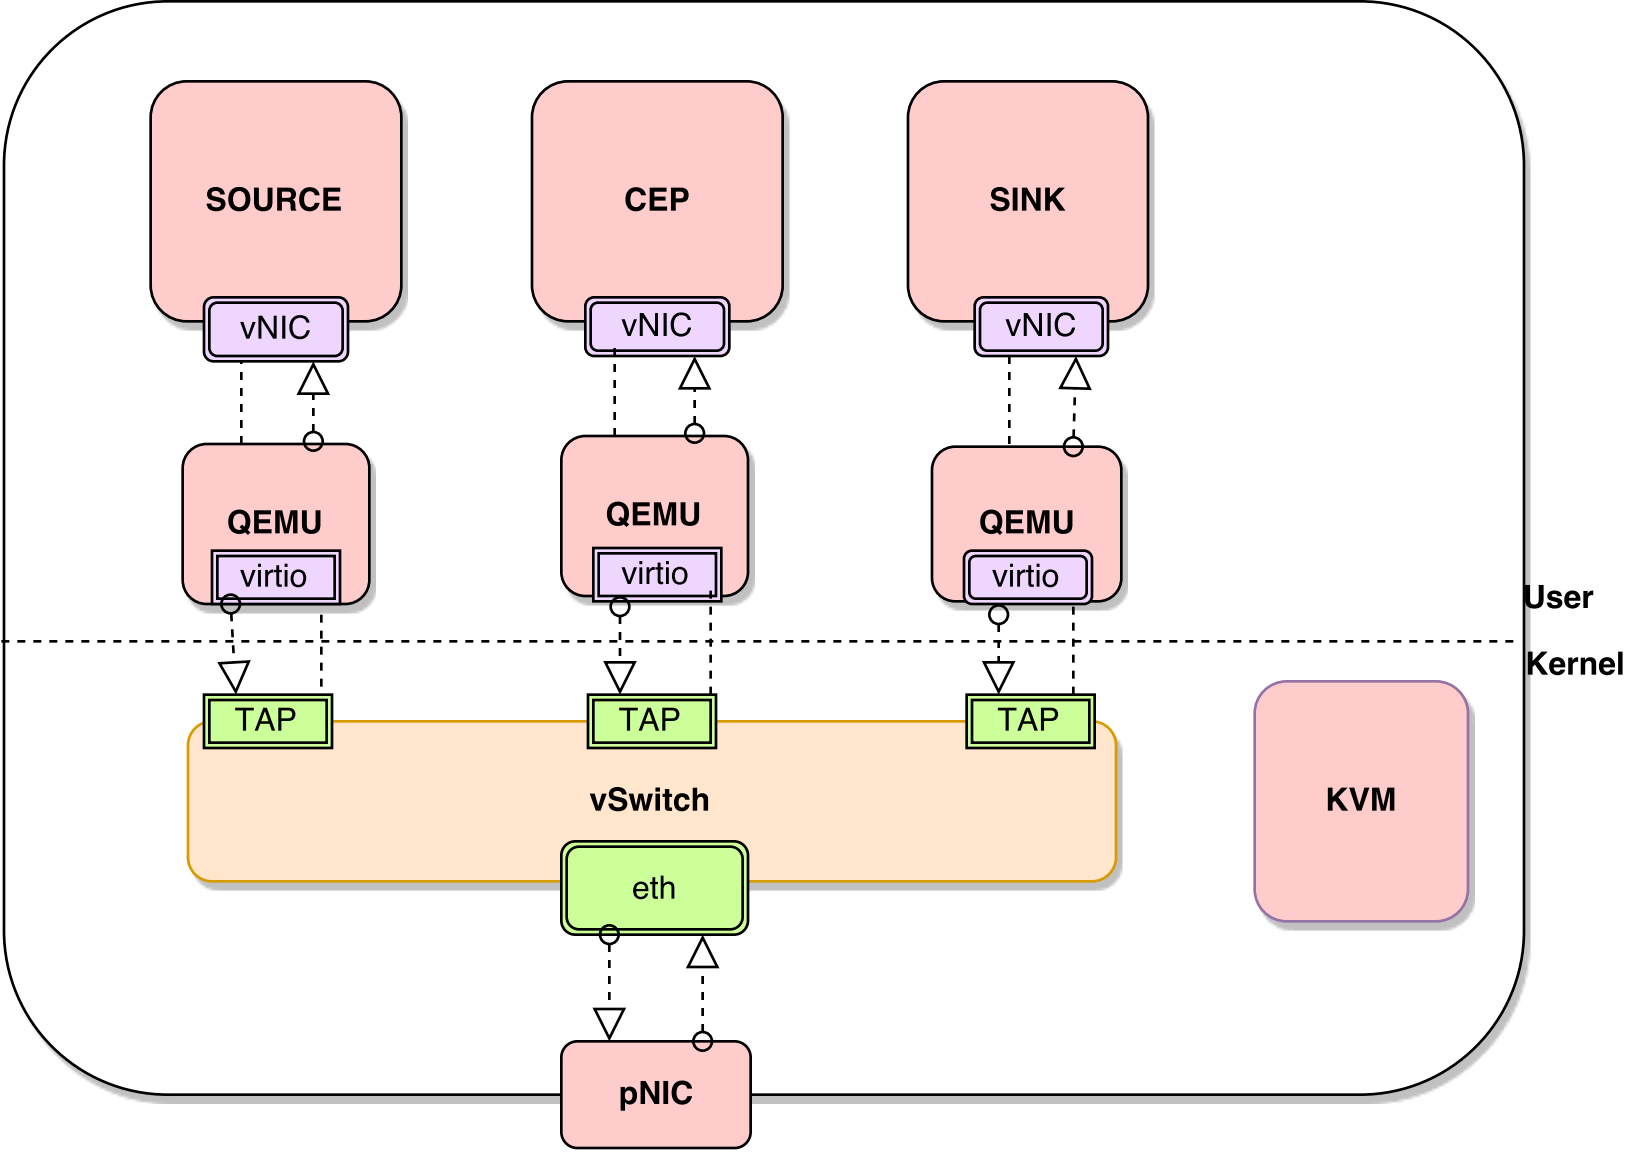 SOURCE
CEP
SINK
vNIC
vNIC
vNIC
QEMU
QEMU
QEMU
virtio
virtio
virtio
User
Kernel
TAP
TAP
TAP
vSwitch
KVM
eth
pNIC